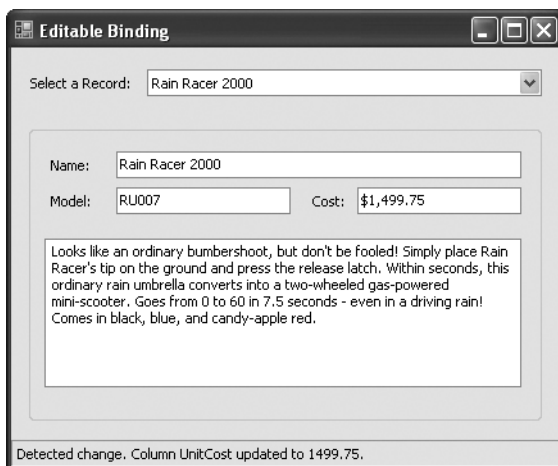 Editable Binding
Select a Record: Rain Racer 2000
Name: Rain Racer 2000
Model: RU007 Cost: $1,499.75
Looks like an ordinary bumbershoot, but don't be fooled! Simply place Rain
Racer's tip on the ground and press the release latch. Within seconds, this
ordinary rain umbrella converts into a two-wheeled gas-powered
mini-scooter. Goes from 0 to 60 in 7.5 seconds - even in a driving rain!
Comes in black, blue, and candy-apple red.
Detected change. Column UnitCost updated to 1499.75.